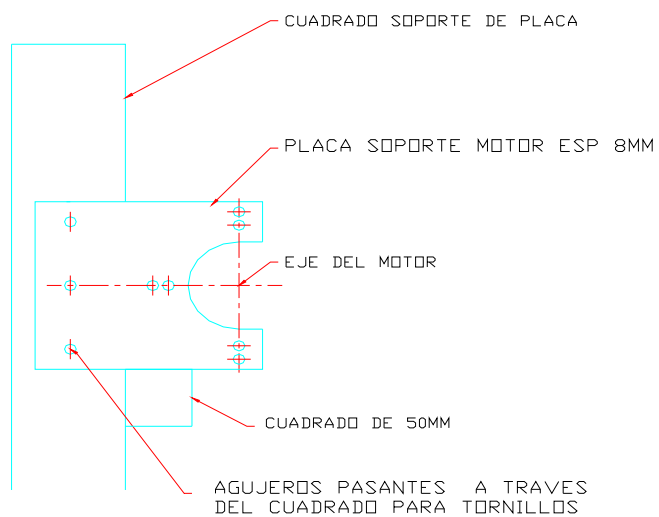 CUADRADO SOPORTE DE PLACA
PLACA SOPORTE MOTOR ESP 8MM
EJE DEL MOTOR
CUADRADO DE 50MM
AGUJEROS PASANTES A TRAVES
DEL CUADRADO PARA TORNILLOS